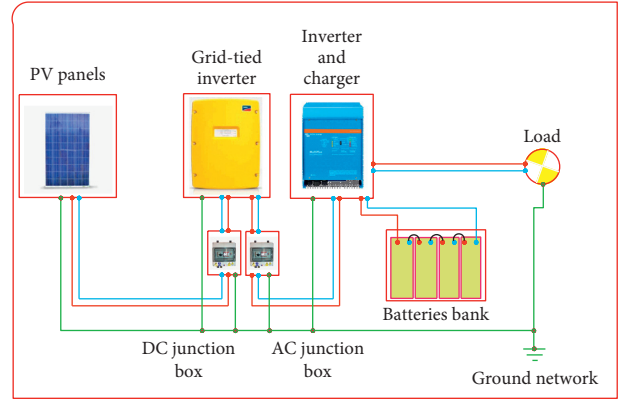 PV panels
Grid-tied
inverter
Inverter
and
charger
Load
Batteries bank
DC junction
box
AC junction
box
Ground network